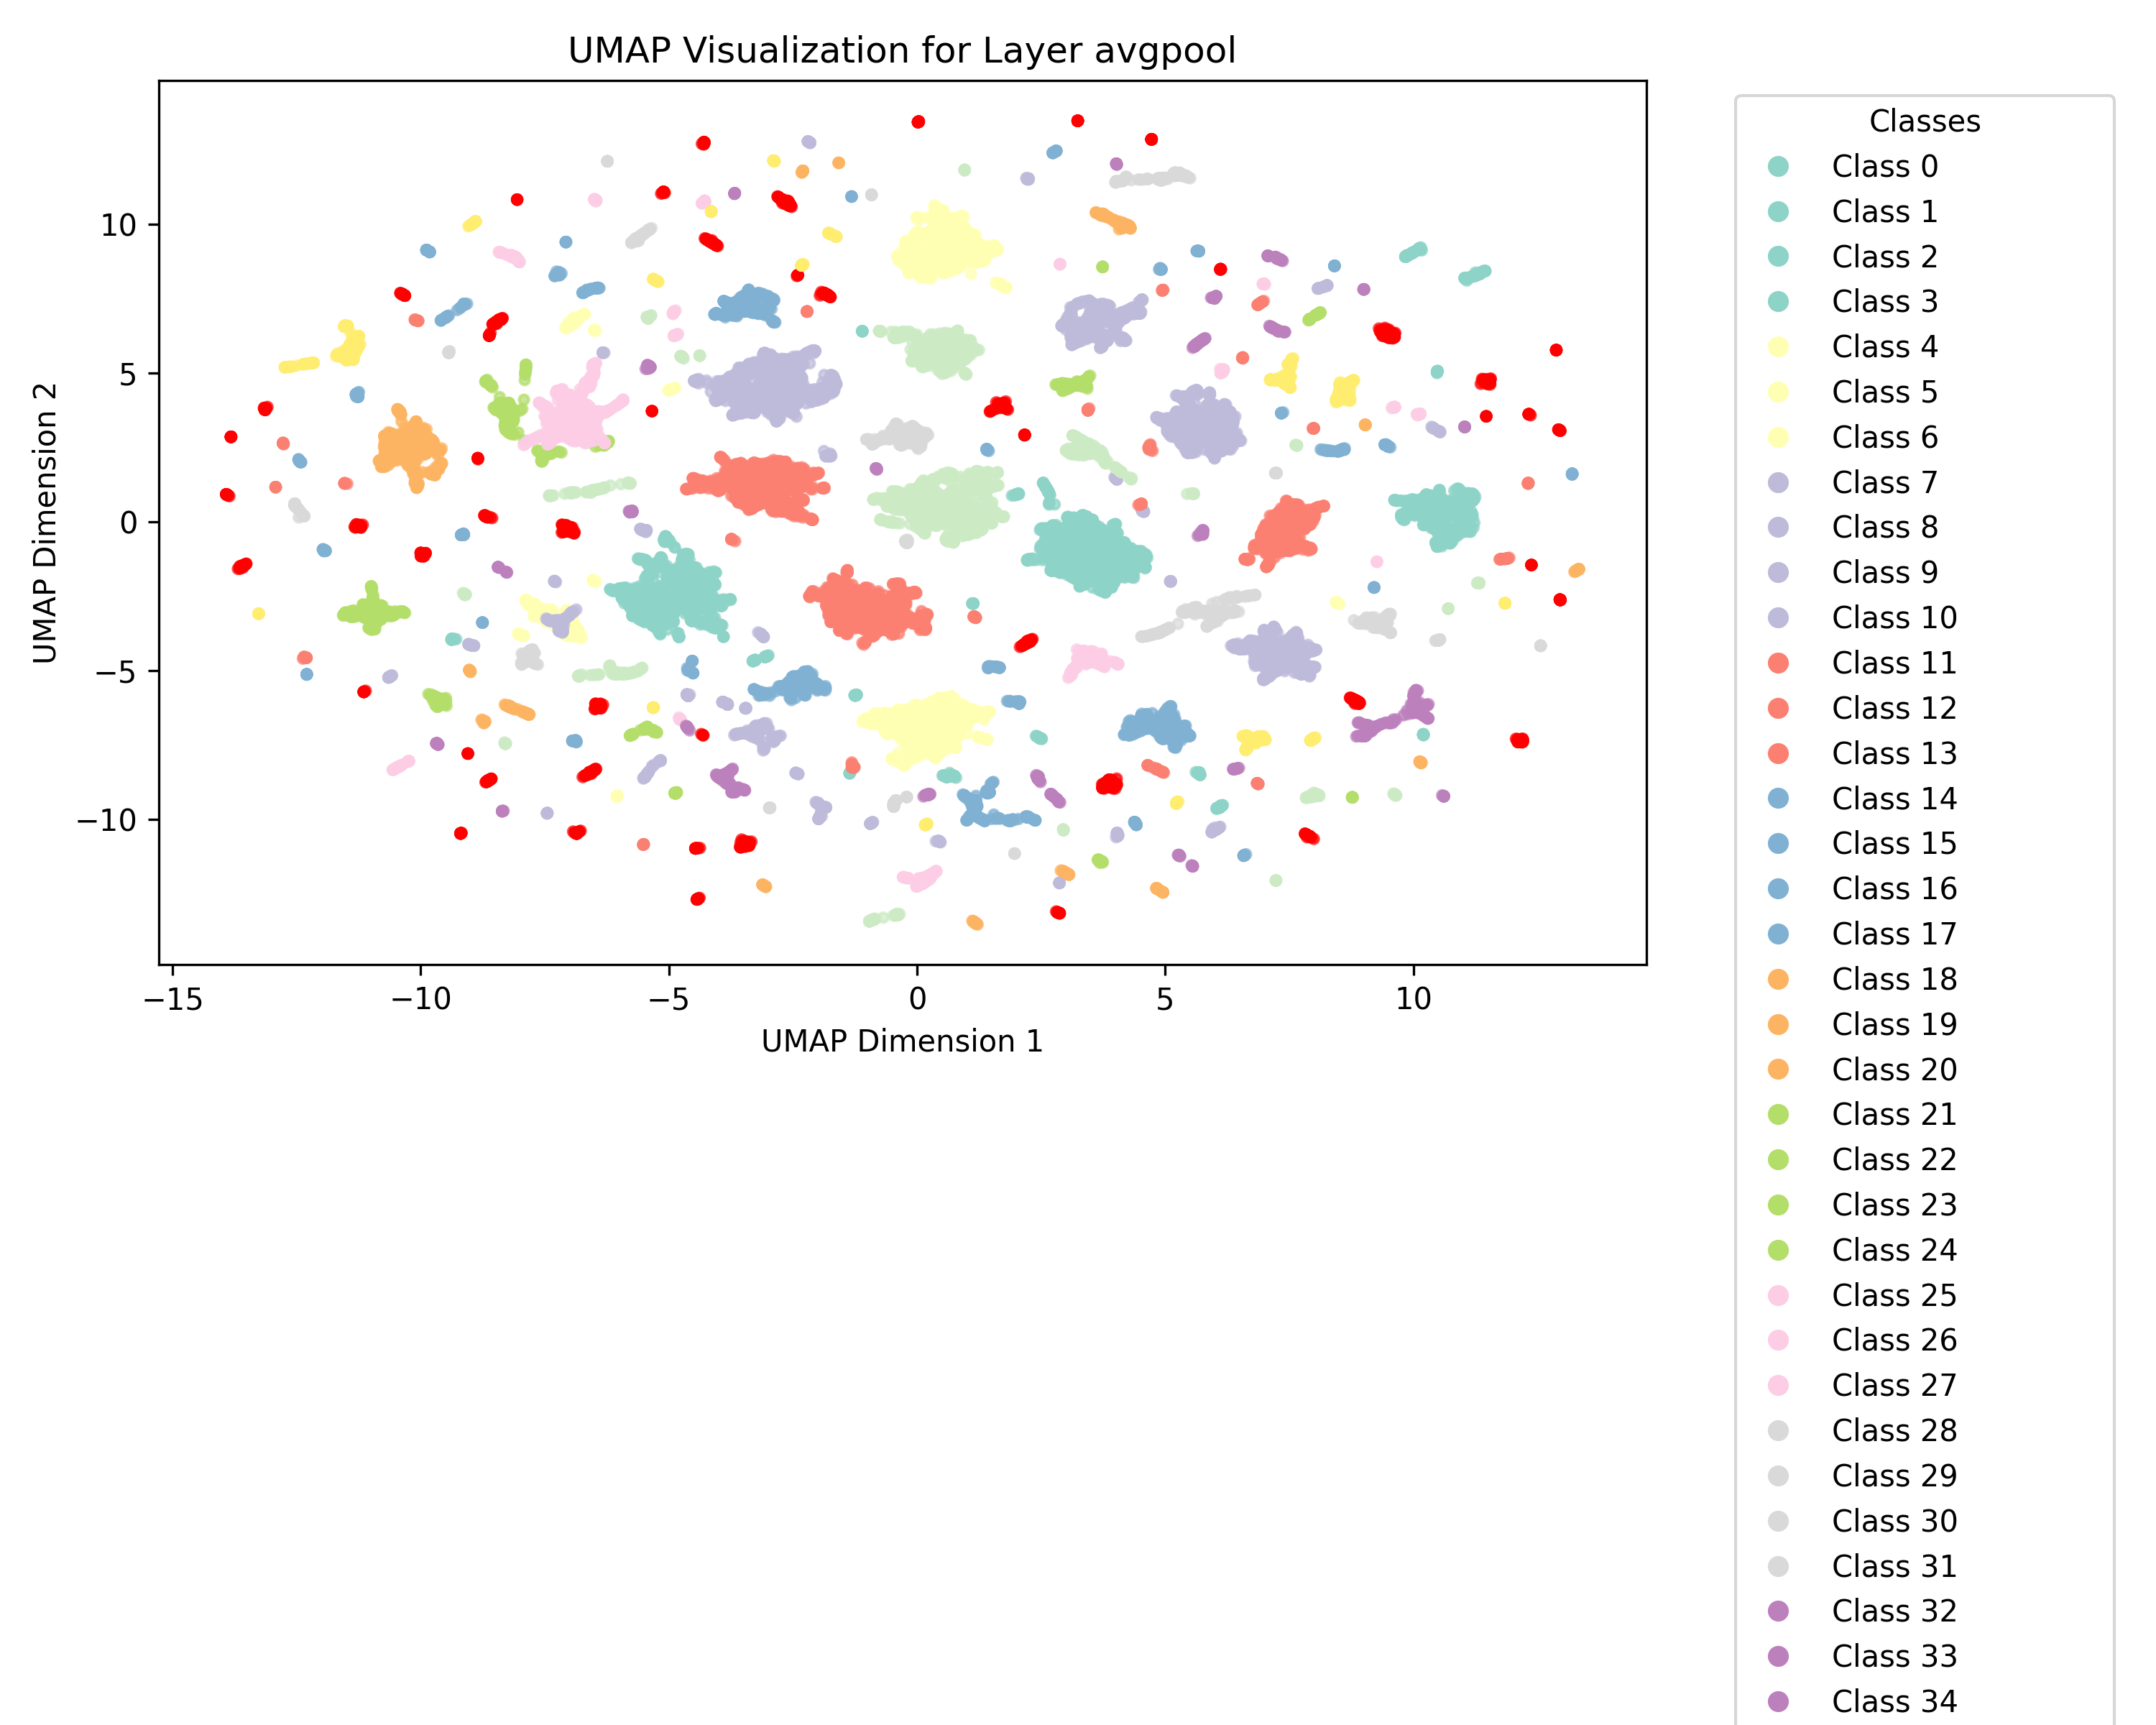 UMAP Visualization for Layer avgpool
UMAP Dimension 2
10
5
0
−5
−10
−15
−10
−5
0
5
10
UMAP Dimension 1
Classes
Class 0
Class 1
Class 2
Class 3
Class 4
Class 5
Class 6
Class 7
Class 8
Class 9
Class 10
Class 11
Class 12
Class 13
Class 14
Class 15
Class 16
Class 17
Class 18
Class 19
Class 20
Class 21
Class 22
Class 23
Class 24
Class 25
Class 26
Class 27
Class 28
Class 29
Class 30
Class 31
Class 32
Class 33
Class 34